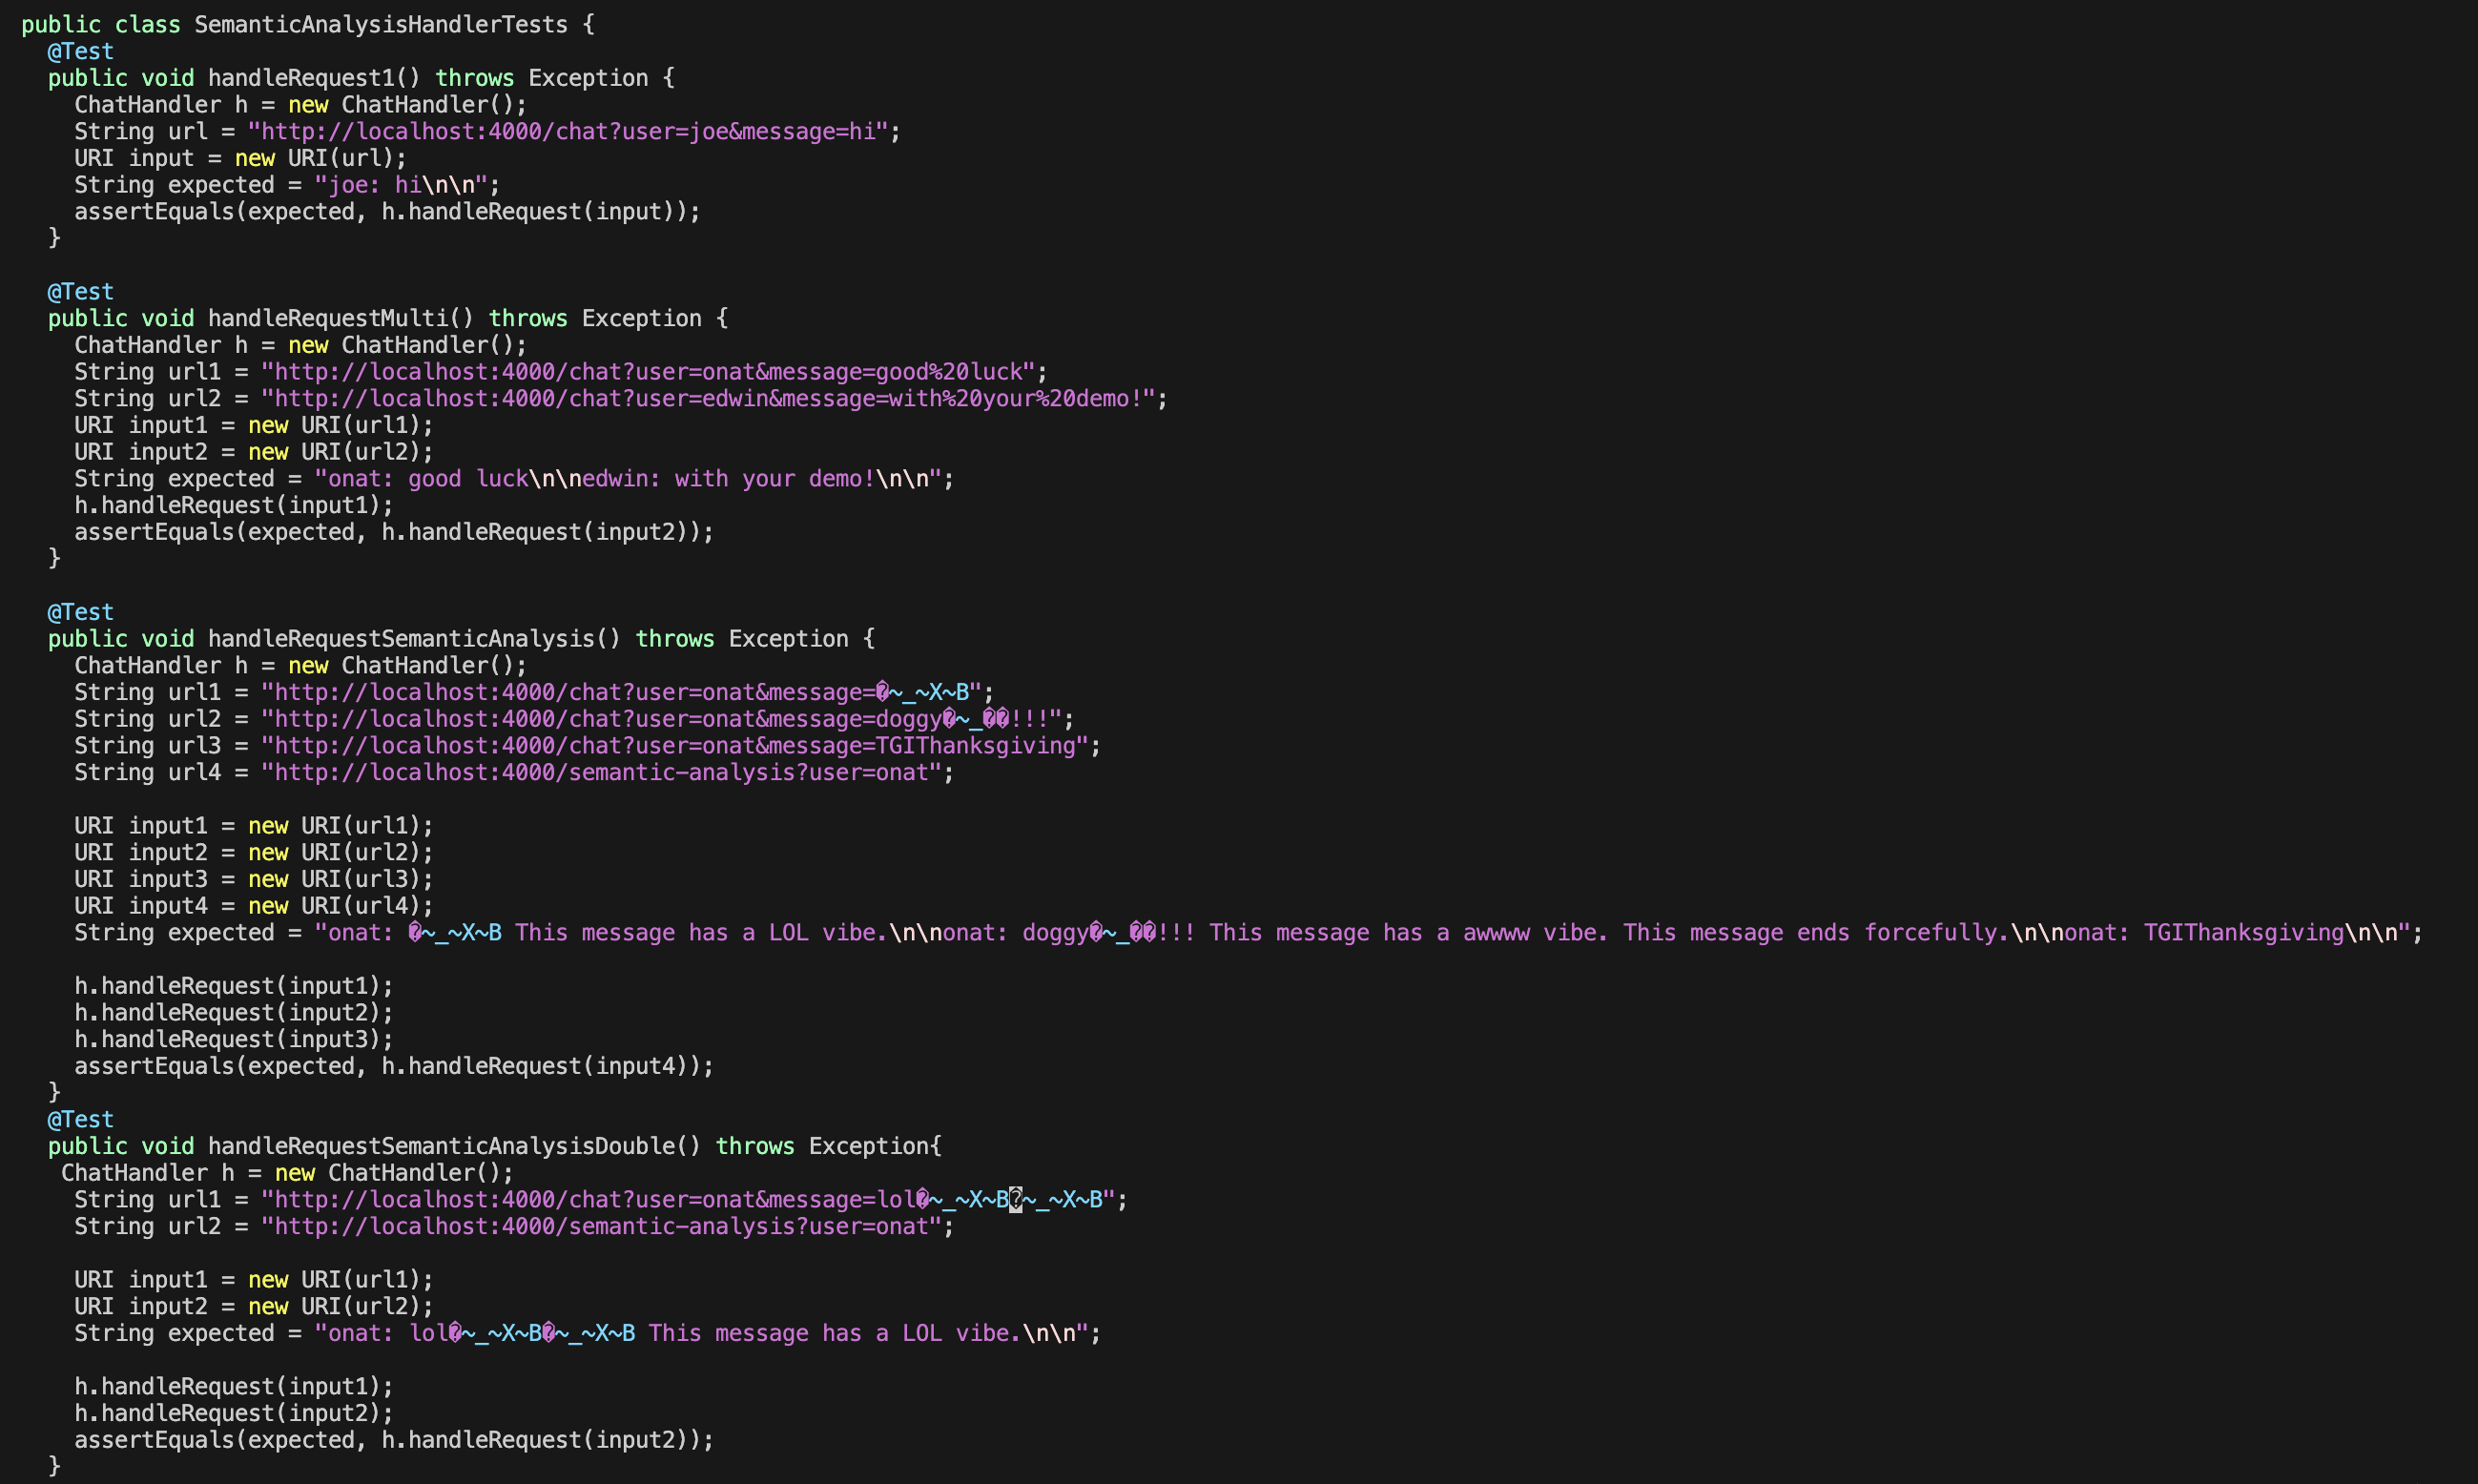 public class SemanticAnalysisHandlerTests {
  @Test
  public void handleRequest1() throws Exception {
    ChatHandler h = new ChatHandler();
    String url = "http://localhost:4000/chat?user=joe&message=hi";
    URI input = new URI(url);
    String expected = "joe: hi\n\n";
    assertEquals(expected, h.handleRequest(input));
  }

  @Test
  public void handleRequestMulti() throws Exception {
    ChatHandler h = new ChatHandler();
    String url1 = "http://localhost:4000/chat?user=onat&message=good%20luck";
    String url2 = "http://localhost:4000/chat?user=edwin&message=with%20your%20demo!";
    URI input1 = new URI(url1);
    URI input2 = new URI(url2);
    String expected = "onat: good luck\n\nedwin: with your demo!\n\n";
    h.handleRequest(input1);
    assertEquals(expected, h.handleRequest(input2));
  }

  @Test
  public void handleRequestSemanticAnalysis() throws Exception {
    ChatHandler h = new ChatHandler();
    String url1 = "http://localhost:4000/chat?user=onat&message=�~_~X~B";
    String url2 = "http://localhost:4000/chat?user=onat&message=doggy�~_��!!!";
    String url3 = "http://localhost:4000/chat?user=onat&message=TGIThanksgiving";
    String url4 = "http://localhost:4000/semantic-analysis?user=onat";

    URI input1 = new URI(url1);
    URI input2 = new URI(url2);
    URI input3 = new URI(url3);
    URI input4 = new URI(url4);
    String expected = "onat: �~_~X~B This message has a LOL vibe.\n\nonat: doggy�~_��!!! This message has a awwww vibe. This message ends forcefully.\n\nonat: TGIThanksgiving\n\n";

    h.handleRequest(input1);
    h.handleRequest(input2);
    h.handleRequest(input3);
    assertEquals(expected, h.handleRequest(input4));
  }
  @Test
  public void handleRequestSemanticAnalysisDouble() throws Exception{
   ChatHandler h = new ChatHandler();
    String url1 = "http://localhost:4000/chat?user=onat&message=lol�~_~X~B�~_~X~B";
    String url2 = "http://localhost:4000/semantic-analysis?user=onat";

    URI input1 = new URI(url1);
    URI input2 = new URI(url2);
    String expected = "onat: lol�~_~X~B�~_~X~B This message has a LOL vibe.\n\n";

    h.handleRequest(input1);
    h.handleRequest(input2);
    assertEquals(expected, h.handleRequest(input2));
  }